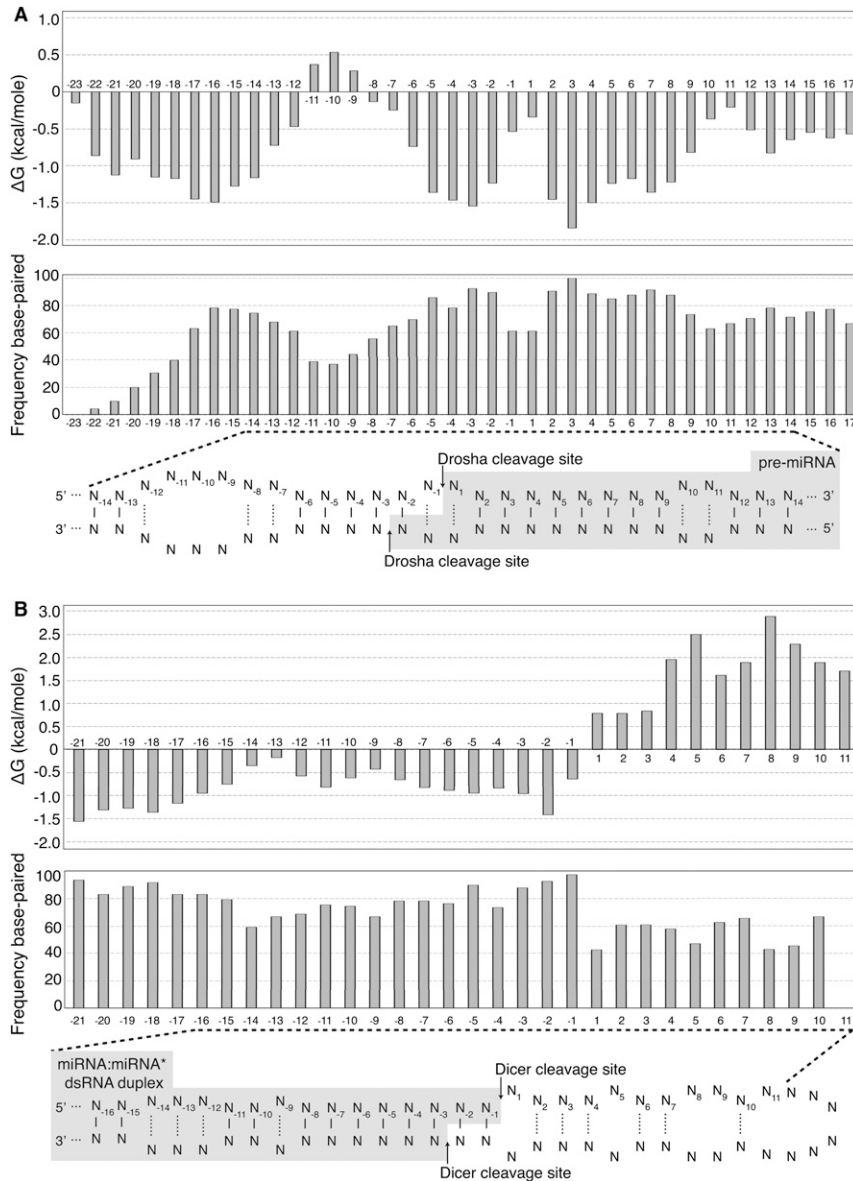 A
1.0
0.5
0
-0.5
-1.0
-1.5
-2.0
ΔG (kcal/mole)
-23 -22 -21 -20 -19 -18 -17 -16 -15 -14 -13 -12 -11 -10 -9 -8 -7 -6 -5 -4 -3 -2 -1 1 2 3 4 5 6 7 8 9 10 11 12 13 14 15 16 17
100
80
60
40
20
0
Frequency base-paired
-23 -22 -21 -20 -19 -18 -17 -16 -15 -14 -13 -12 -11 -10 -9 -8 -7 -6 -5 -4 -3 -2 -1 1 2 3 4 5 6 7 8 9 10 11 12 13 14 15 16 17
Drosha cleavage site
pre-miRNA
5' ··· N-14 N-13 N-12 N-11 N-10 N-9 N-8 N-7 N-6 N-5 N-4 N-3 N-2 N-1 N1 N2 N3 N4 N5 N6 N7 N8 N9 N10 N11 N12 N13 N14 ··· 3'
3' ··· N N N N N N N N N N N N N N N N N N N N N N N N N N N N ··· 5'
Drosha cleavage site
B
3.0
2.5
2.0
1.5
1.0
0.5
0
-0.5
-1.0
-1.5
-2.0
ΔG (kcal/mole)
-21 -20 -19 -18 -17 -16 -15 -14 -13 -12 -11 -10 -9 -8 -7 -6 -5 -4 -3 -2 -1 1 2 3 4 5 6 7 8 9 10 11
100
80
60
40
20
0
Frequency base-paired
-21 -20 -19 -18 -17 -16 -15 -14 -13 -12 -11 -10 -9 -8 -7 -6 -5 -4 -3 -2 -1 1 2 3 4 5 6 7 8 9 10 11
miRNA:miRNA*
dsRNA duplex
Dicer cleavage site
5' ··· N-16 N-15 N-14 N-13 N-12 N-11 N-10 N-9 N-8 N-7 N-6 N-5 N-4 N-3 N-2 N-1 N1 N2 N3 N4 N5 N6 N7 N8 N9 N10 N11 N N N
3' ··· N N N N N N N N N N N N N N N N N N N N N N N N N N N N N N
Dicer cleavage site